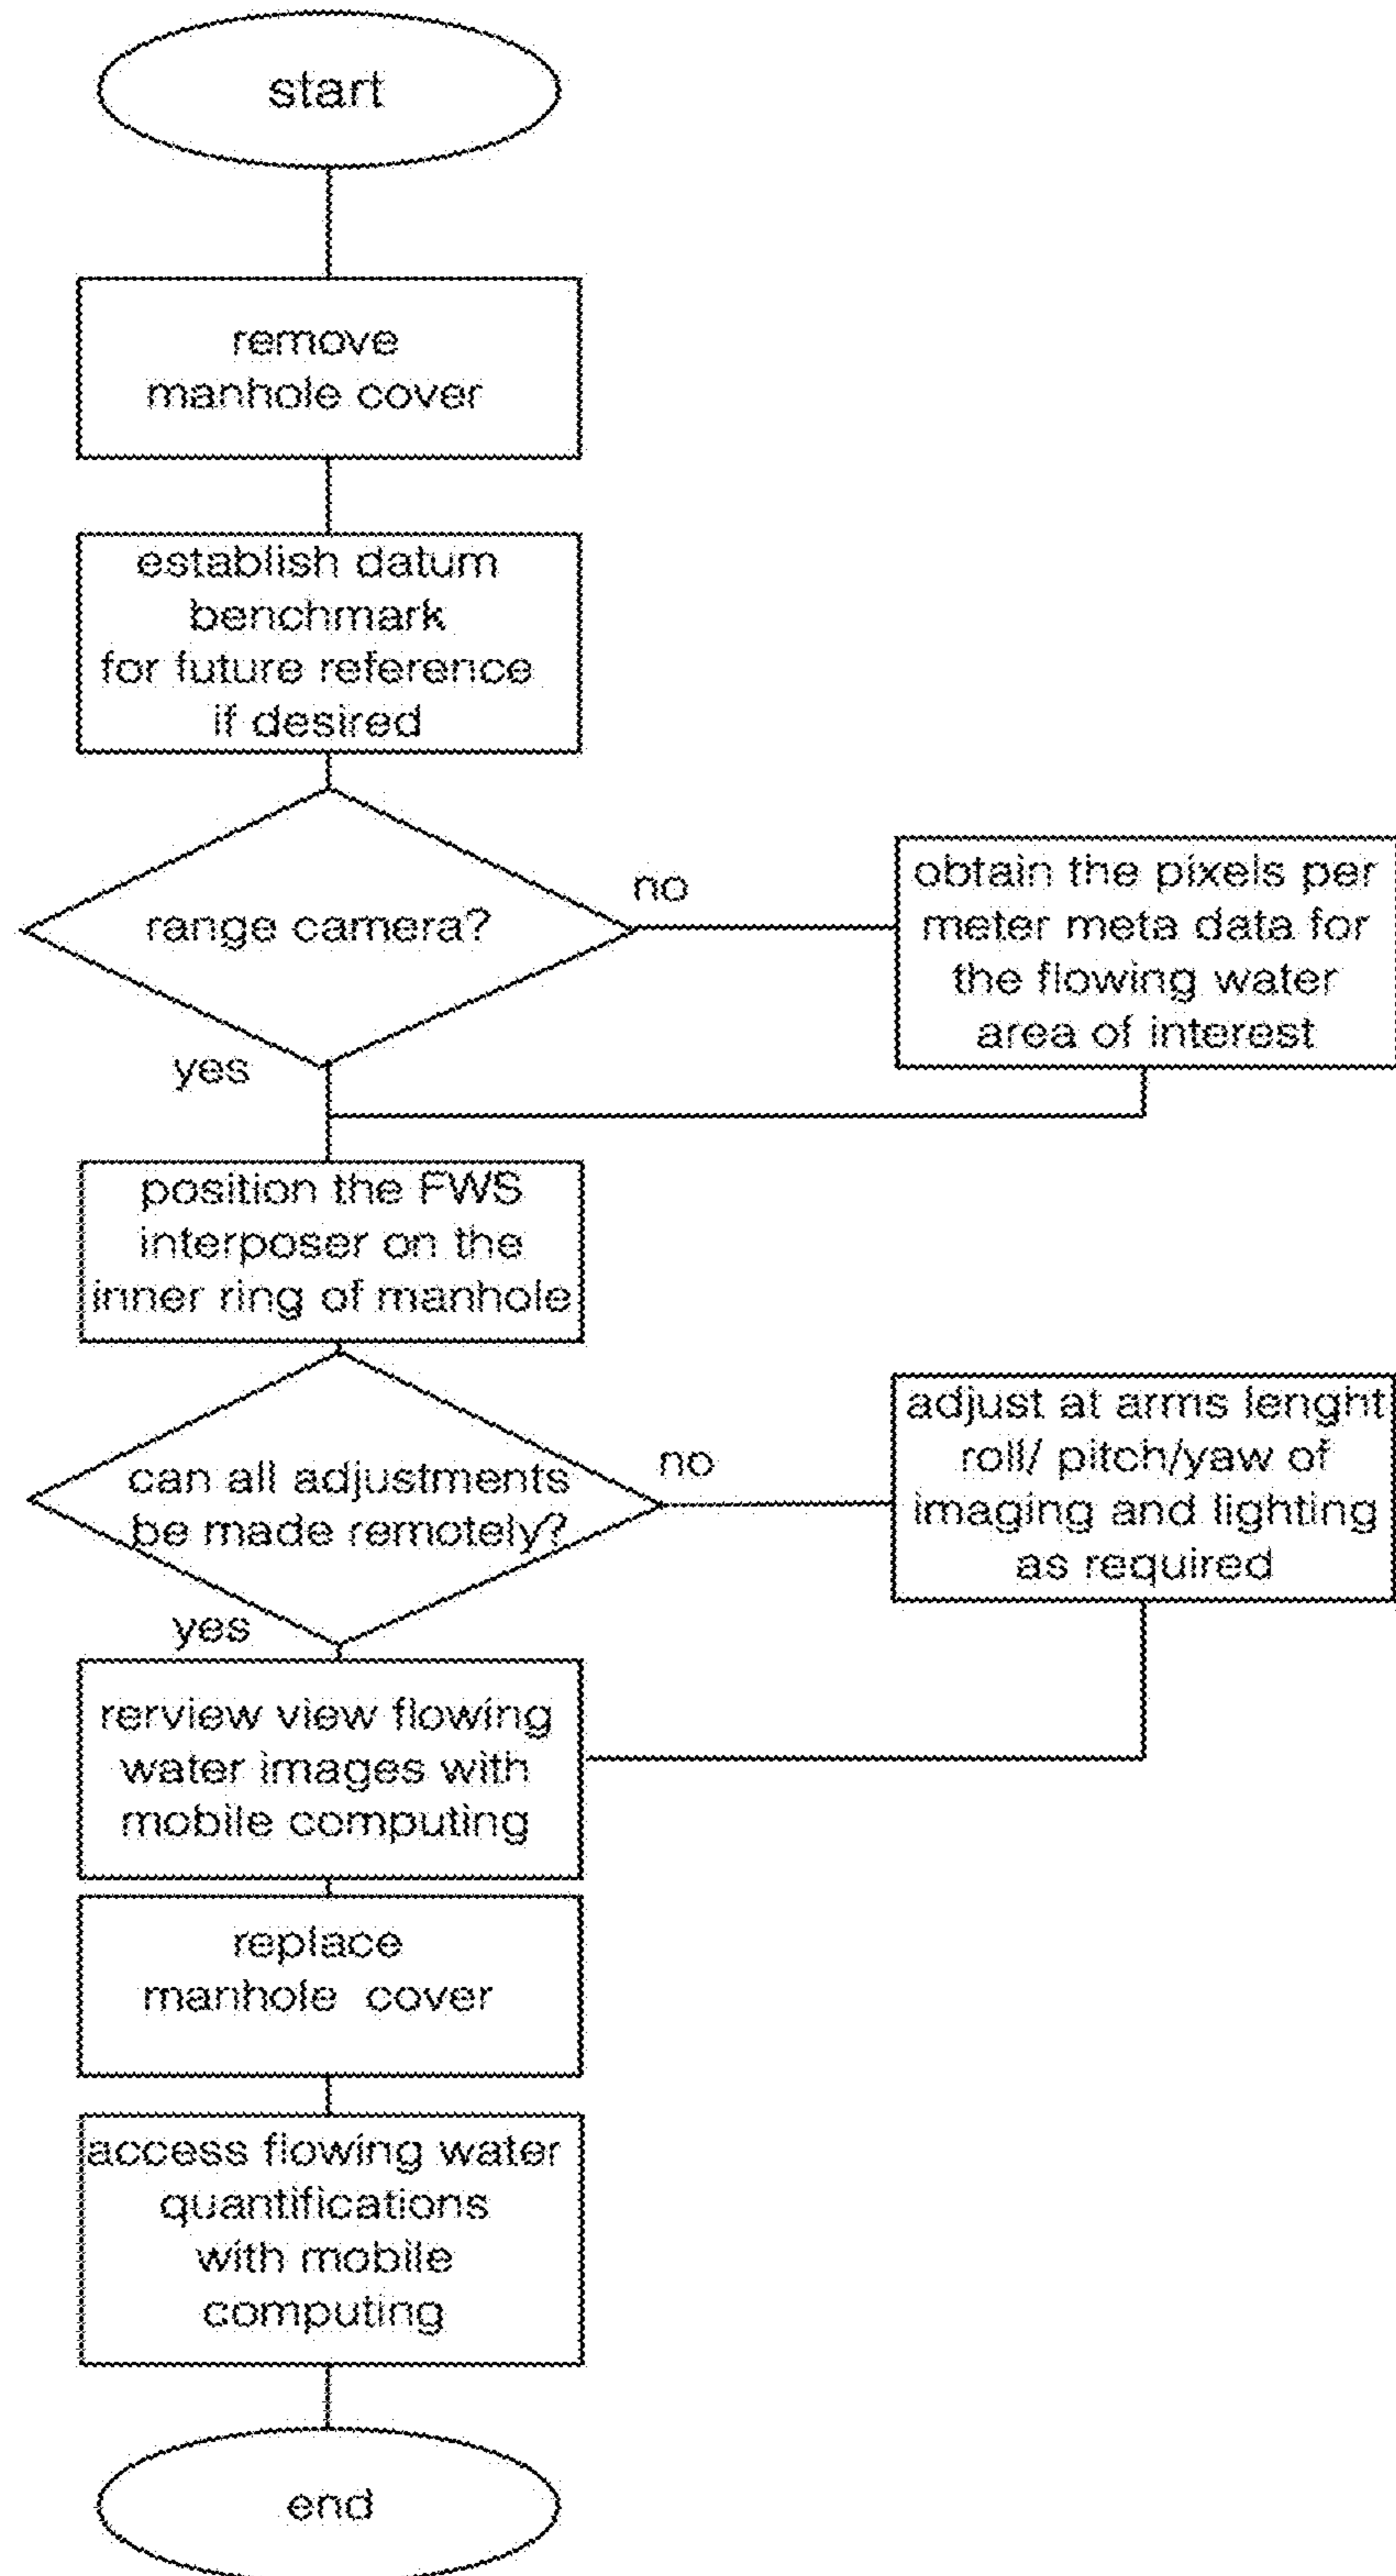 start
remove
manhole cover
establish datum
benchmark
for future reference
if desired
range camera?
no
obtain the pixels per
meter meta data for
the flowing water
area of interest
yes
position the FWS
interposer on the
inner ring of manhole
can all adjustments
be made remotely?
no
adjust at arms lenght
roll/ pitch/yaw of
imaging and lighting
as required
yes
rerview view flowing
water images with
mobile computing
replace
manhole cover
access flowing water
quantifications
with mobile
computing
end